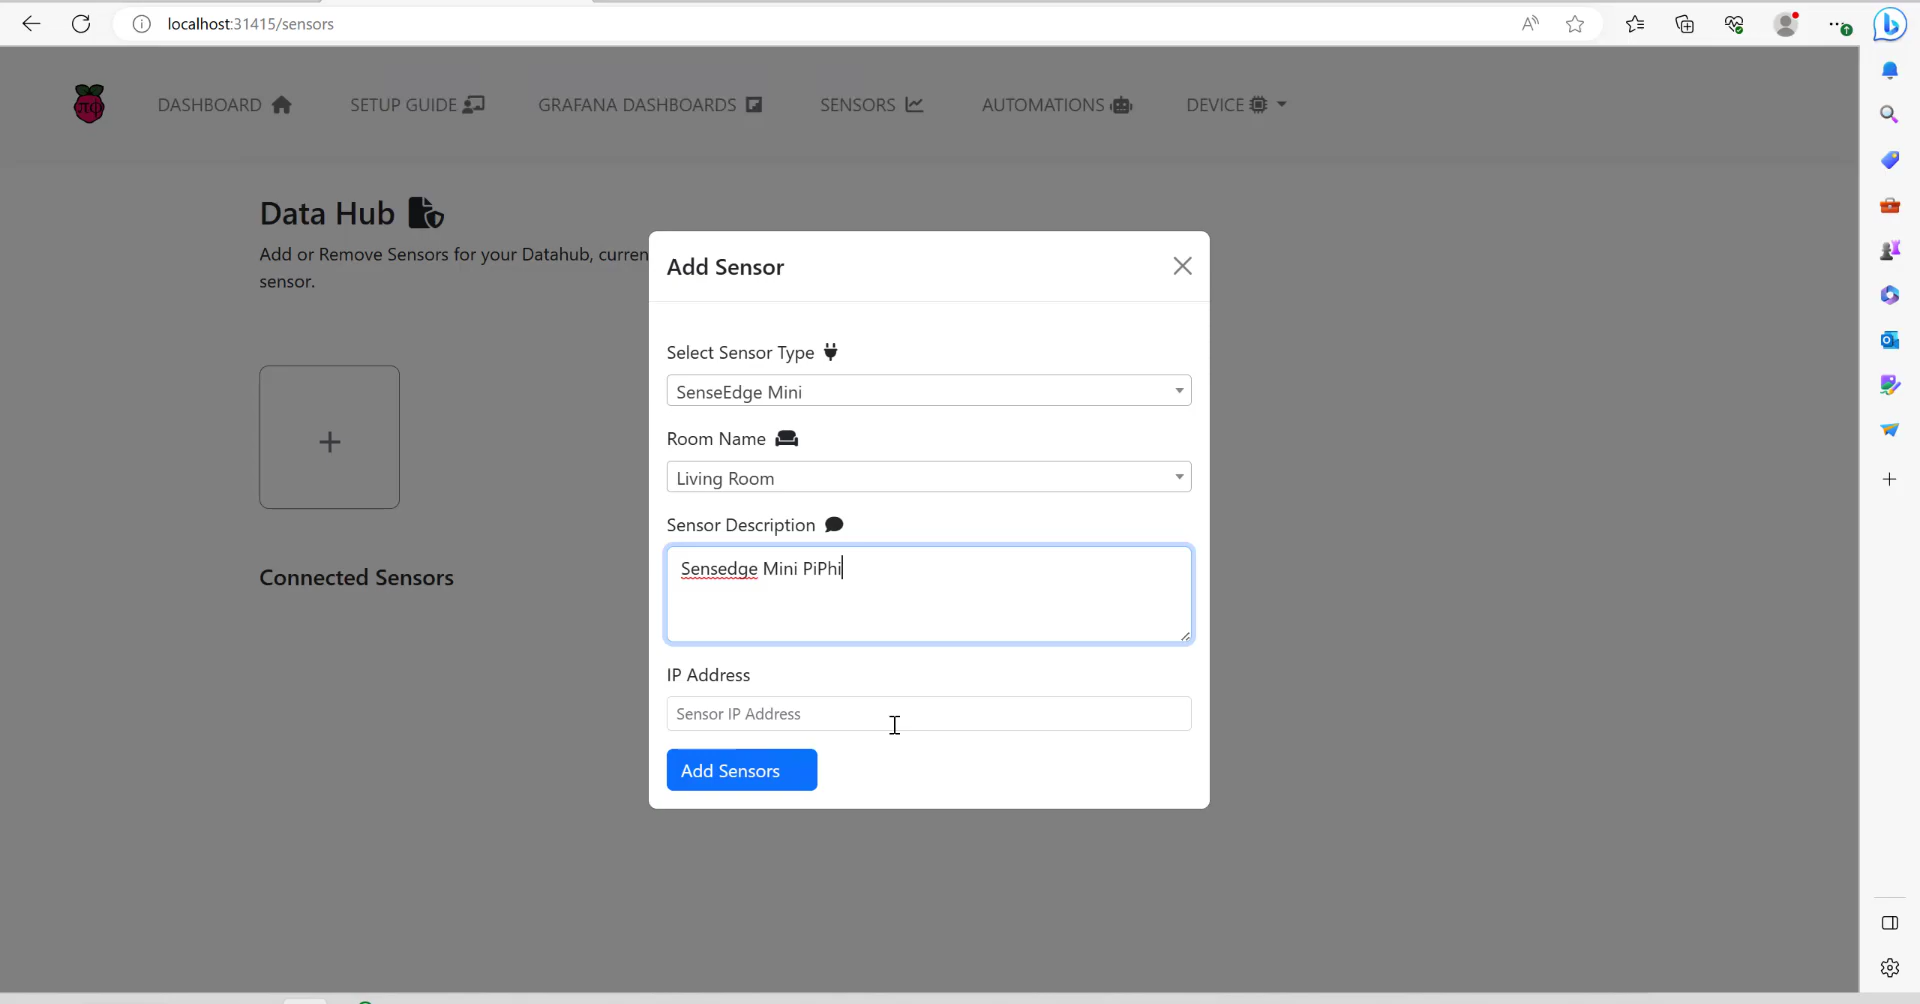 localhost:31415/sensors
DASHBOARD
SETUP GUIDE
GRAFANA DASHBOARDS
SENSORS
AUTOMATIONS
DEVICE
Data Hub
Add or Remove Sensors for your Datahub, curren
sensor.
Add Sensor
Select Sensor Type
SenseEdge Mini
Room Name
Living Room
Sensor Description
Sensedge Mini PiPhi
IP Address
Sensor IP Address
Add Sensors
Connected Sensors